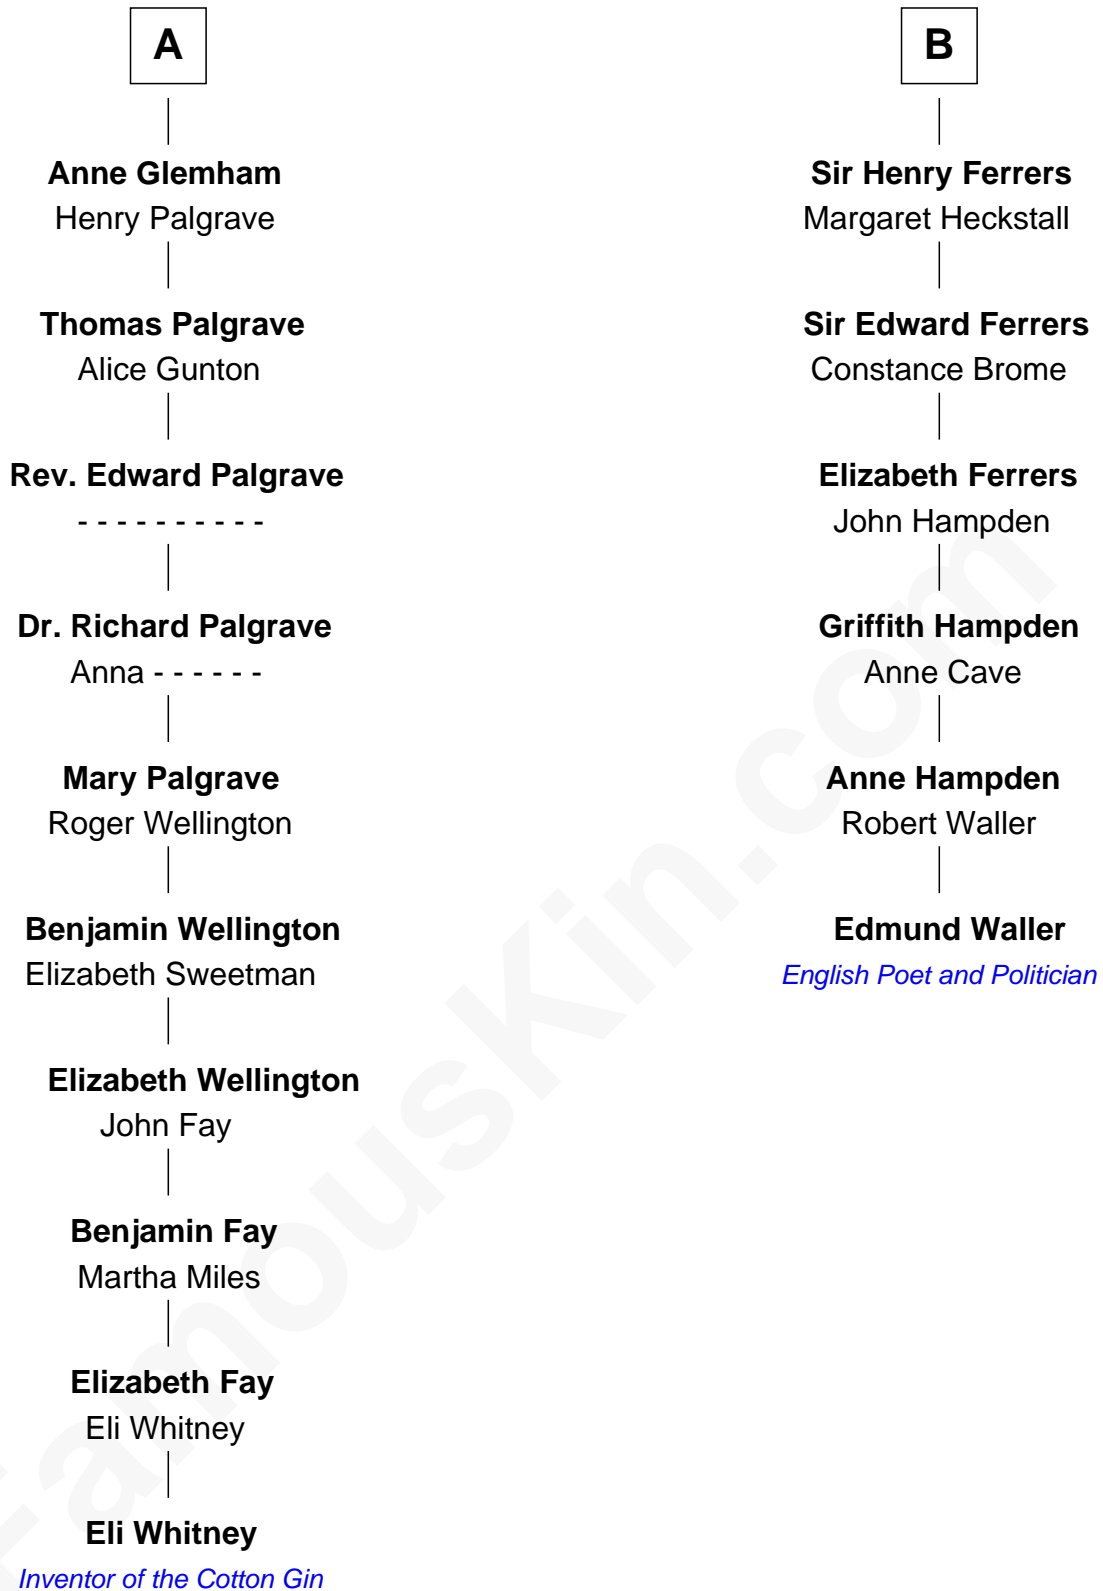 A
Anne Glemham
Henry Palgrave
Thomas Palgrave
Alice Gunton
Rev. Edward Palgrave
- - - - - - - - - -
Dr. Richard Palgrave
Anna - - - - - -
Mary Palgrave
Roger Wellington
Benjamin Wellington
Elizabeth Sweetman
Elizabeth Wellington
John Fay
Benjamin Fay
Martha Miles
Elizabeth Fay
Eli Whitney
Eli Whitney
Inventor of the Cotton Gin
B
Sir Henry Ferrers
Margaret Heckstall
Sir Edward Ferrers
Constance Brome
Elizabeth Ferrers
John Hampden
Griffith Hampden
Anne Cave
Anne Hampden
Robert Waller
Edmund Waller
English Poet and Politician
FamousKin.com